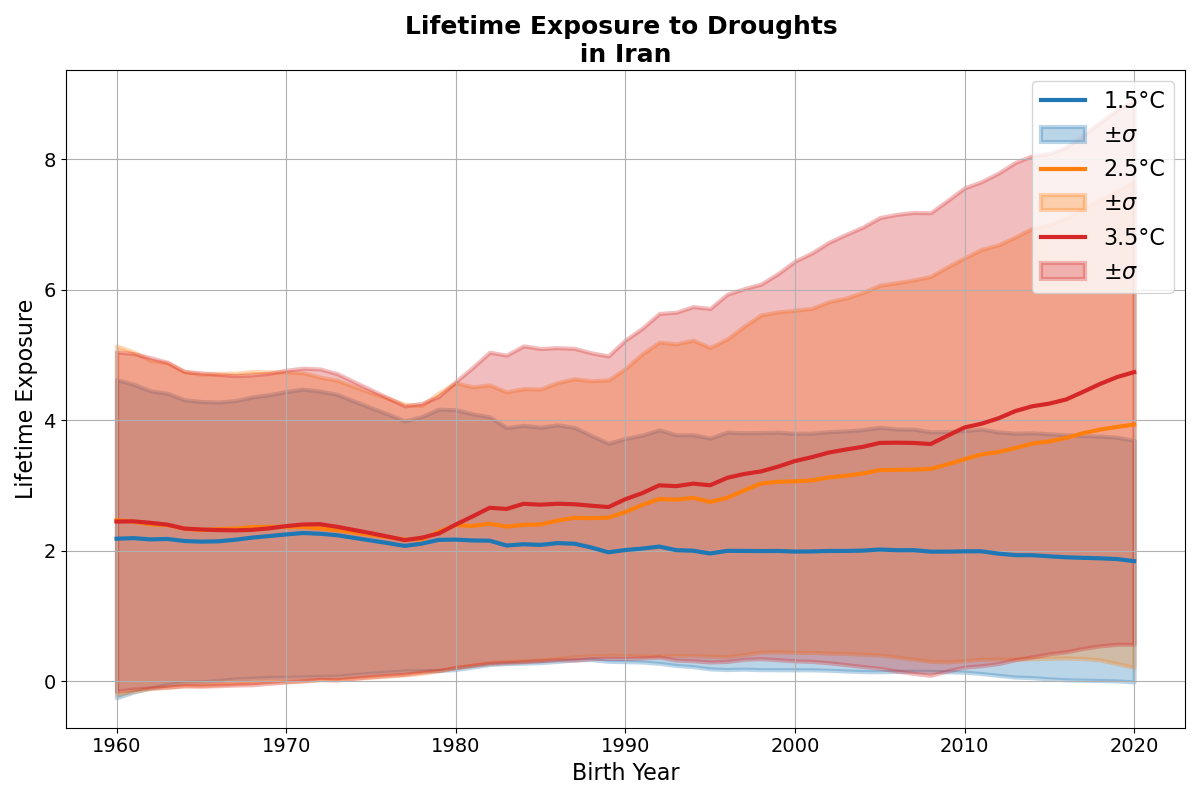 Lifetime Exposure to Droughts
in Iran
1.5°C
±σ
2.5°C
±σ
3.5°C
±σ
Lifetime Exposure
8
6
4
2
0
1960 1970 1980 1990 2000 2010 2020
Birth Year